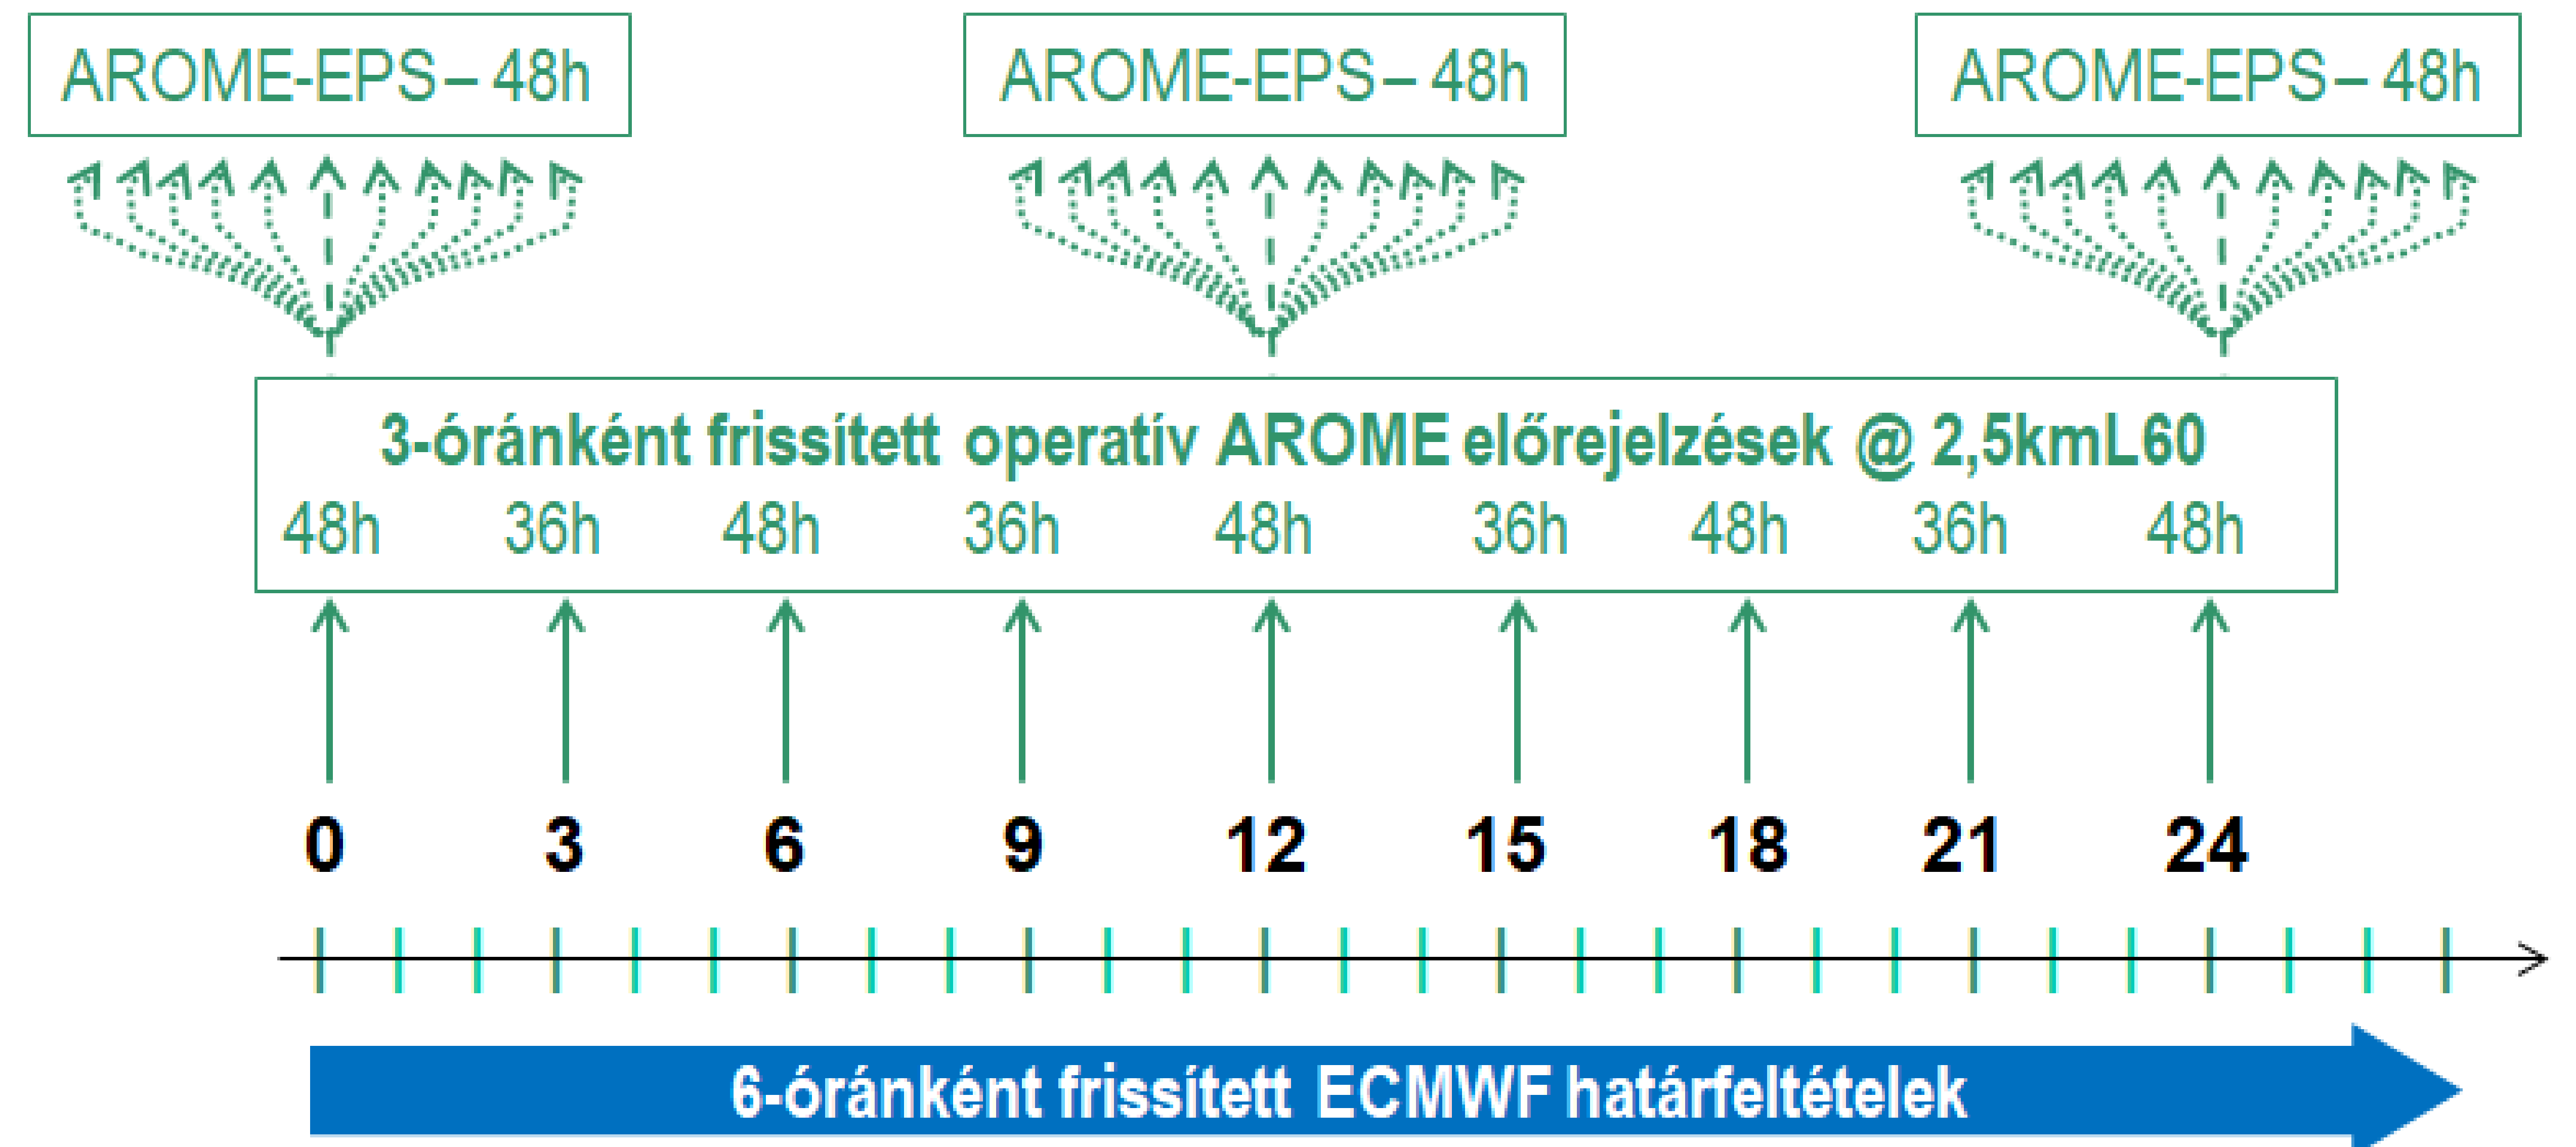 AROME-EPS – 48h AROME-EPS – 48h AROME-EPS – 48h
3-óránként frissített operatív AROME előrejelzések @ 2,5kmL60
48h 36h 48h 36h 48h 36h 48h 36h 48h
0 3 6 9 12 15 18 21 24
6-óránként frissített ECMWF határfeltételek